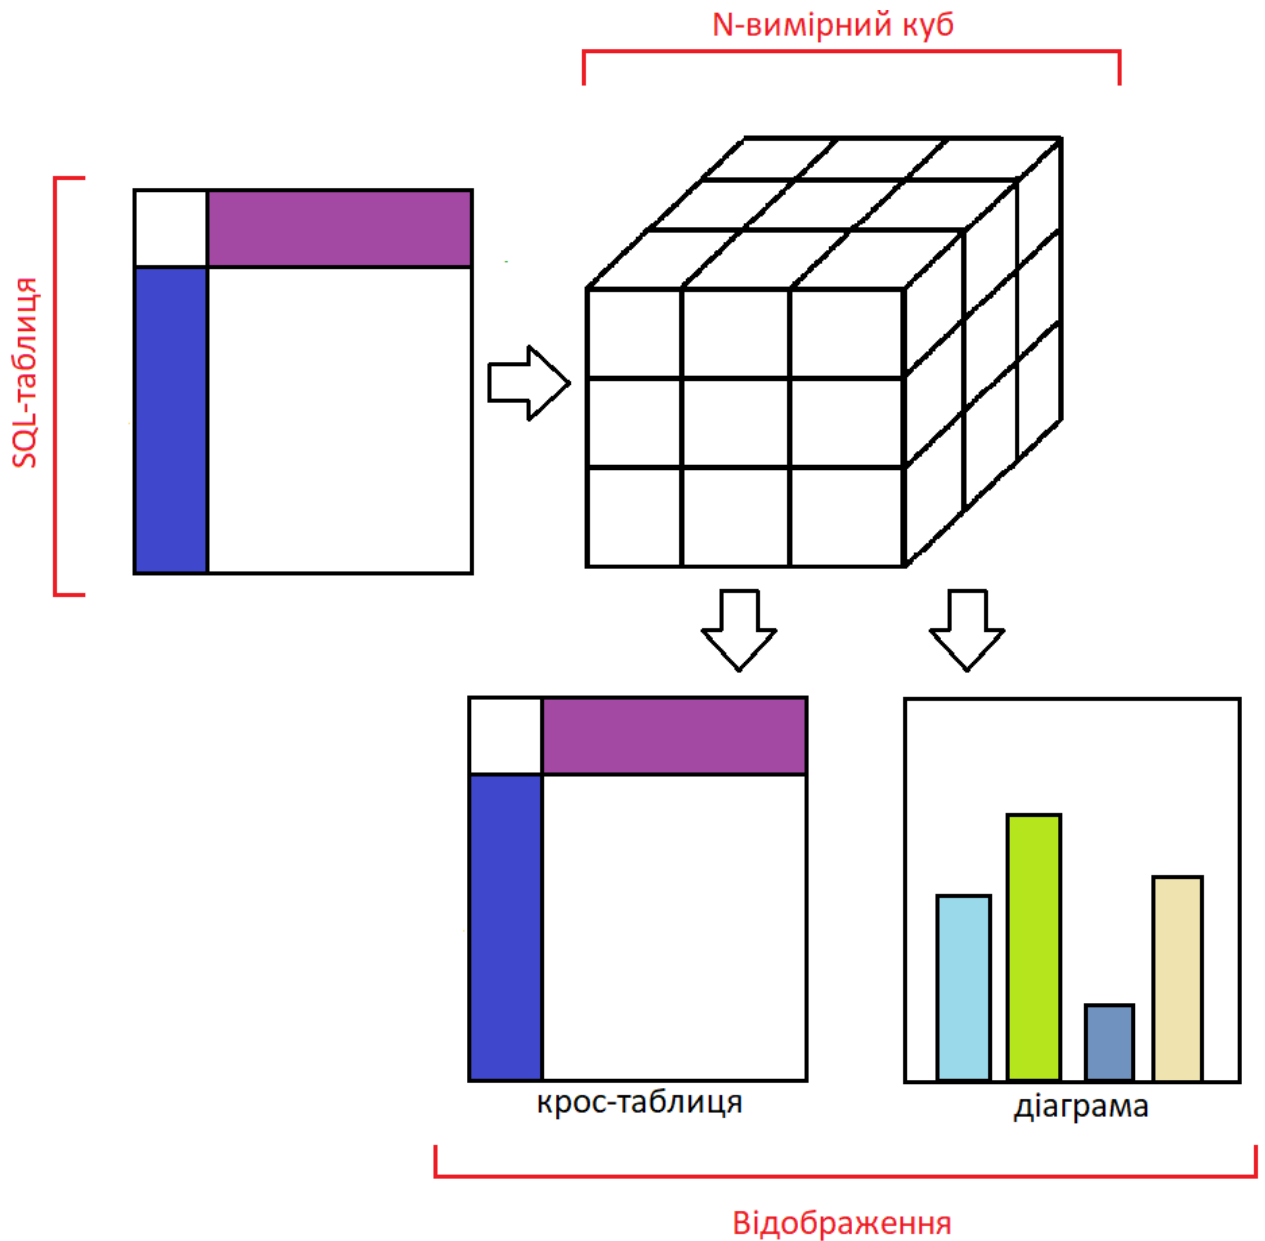 N-вимірний куб
SQL-таблиця
крос-таблиця
діаграма
Відображення